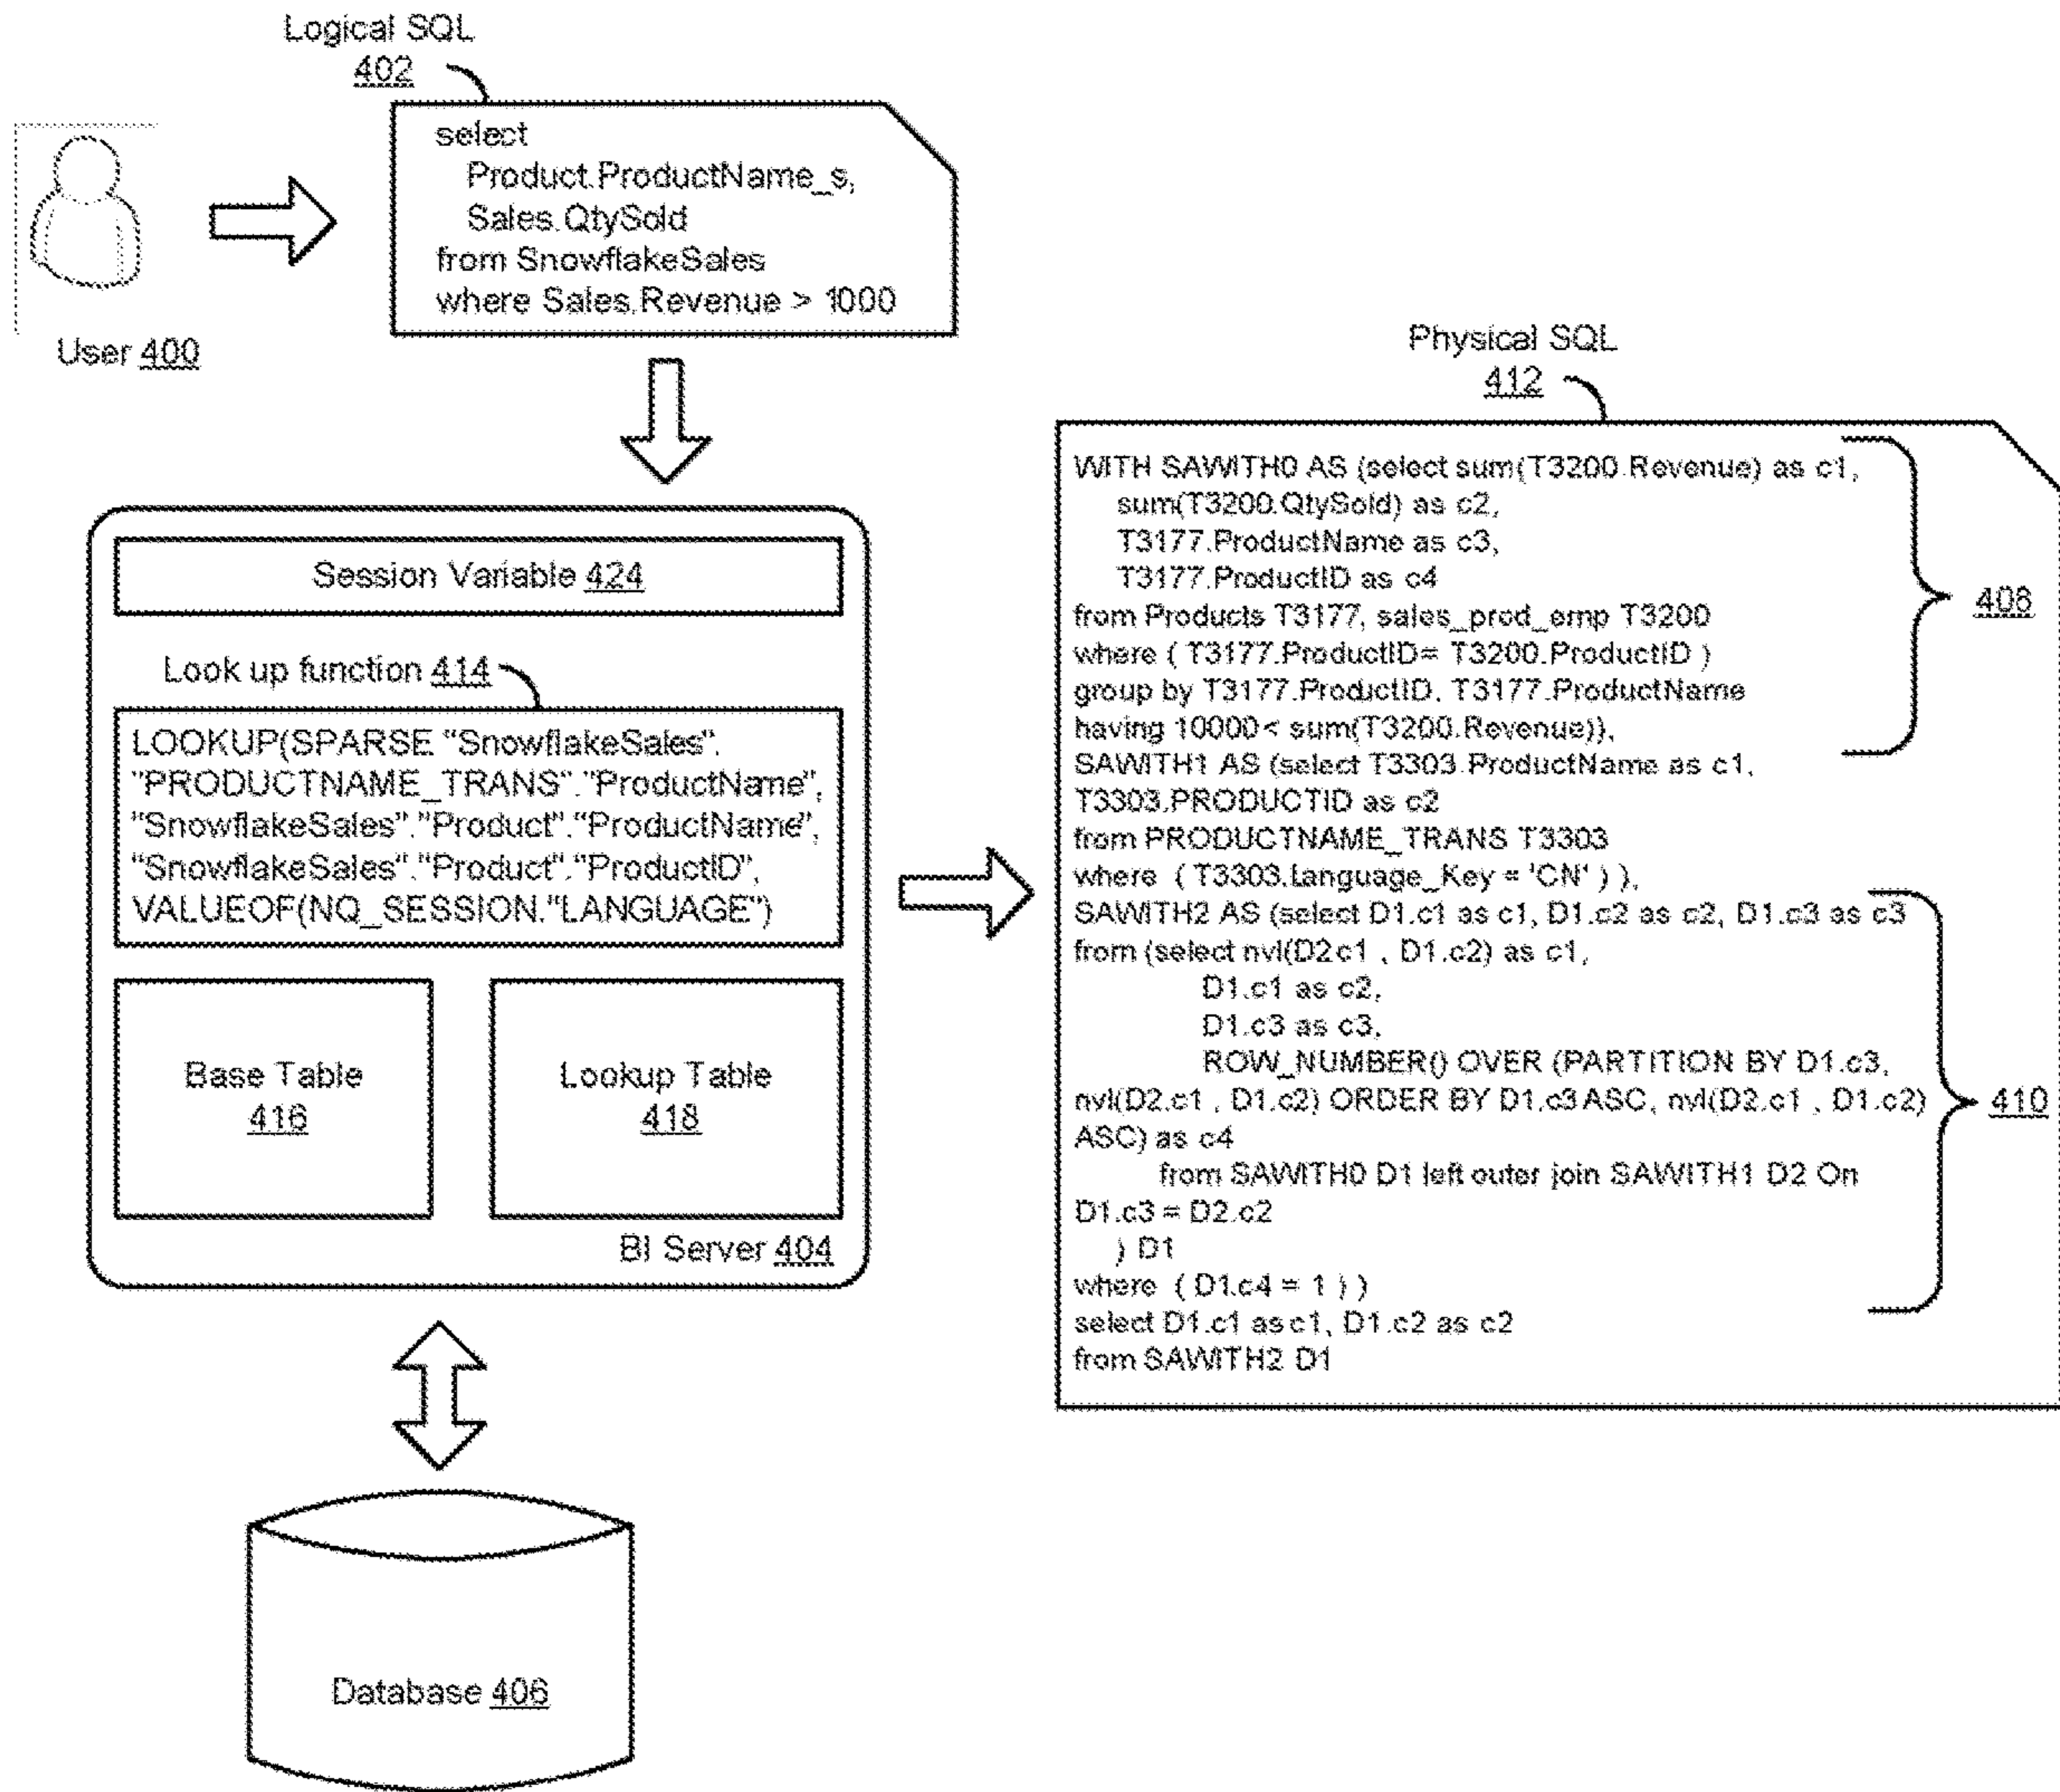 Logical SQL
402
select
Product.ProductName_s,
Sales.QtySold
from SnowflakeSales
where Sales.Revenue > 1000
User 400
Session Variable 424
Look up function 414
LOOKUP(SPARSE "SnowflakeSales".
"PRODUCTNAME_TRANS"."ProductName",
"SnowflakeSales"."Product"."ProductName",
"SnowflakeSales"."Product"."ProductID",
VALUEOF(NQ_SESSION."LANGUAGE")
Base Table
416
Lookup Table
418
BI Server 404
Database 406
Physical SQL
412
WITH SAWITH0 AS (select sum(T3200.Revenue) as c1,
sum(T3200.QtySold) as c2,
T3177.ProductName as c3,
T3177.ProductID as c4
from Products T3177, sales_prod_emp T3200
where ( T3177.ProductID= T3200.ProductID )
group by T3177.ProductID, T3177.ProductName
having 10000 < sum(T3200.Revenue)),
SAWITH1 AS (select T3303.ProductName as c1,
T3303.PRODUCTID as c2
from PRODUCTNAME_TRANS T3303
where ( T3303.Language_Key = 'CN' ) ),
SAWITH2 AS (select D1.c1 as c1, D1.c2 as c2, D1.c3 as c3
from (select nvl(D2.c1 , D1.c2) as c1,
D1.c1 as c2,
D1.c3 as c3,
ROW_NUMBER() OVER (PARTITION BY D1.c3,
nvl(D2.c1 , D1.c2) ORDER BY D1.c3 ASC, nvl(D2.c1 , D1.c2)
ASC) as c4
from SAWITH0 D1 left outer join SAWITH1 D2 On
D1.c3 = D2.c2
) D1
where ( D1.c4 = 1 ) )
select D1.c1 as c1, D1.c2 as c2
from SAWITH2 D1
408
410